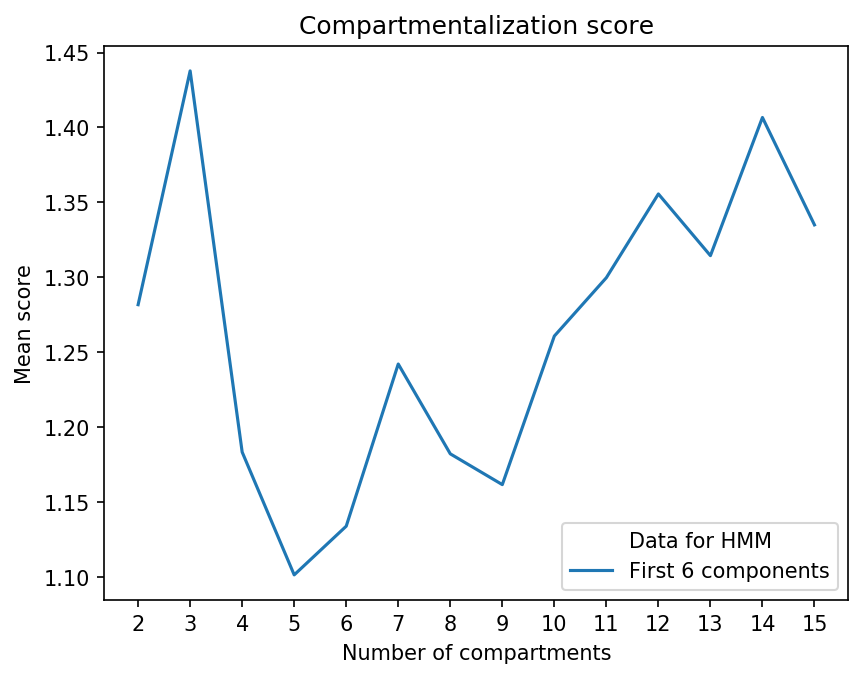 Compartmentalization score
1.45
1.40
1.35
1.30
1.25
1.20
1.15
1.10
Mean score
Data for HMM
First 6 components
2 3 4 5 6 7 8 9 10 11 12 13 14 15
Number of compartments